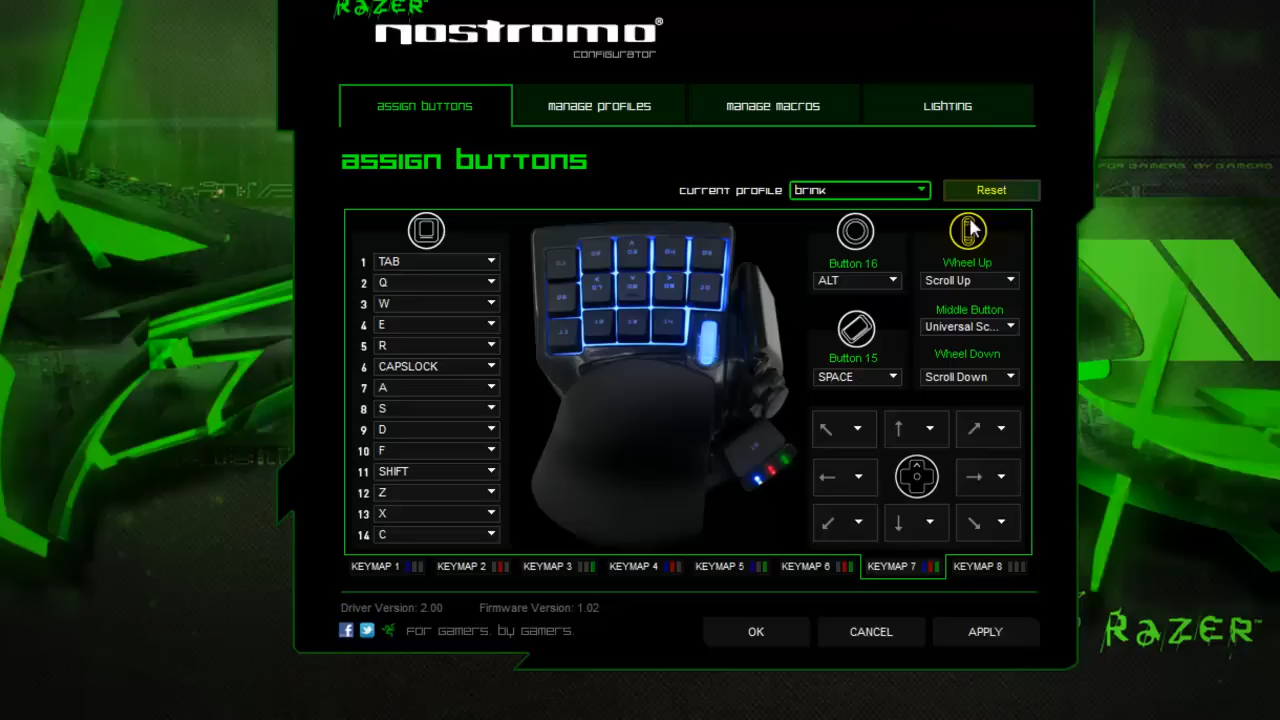 RAZER™
nostromo®
CONFIGURATOR
assign buttons
manage profiles
manage macros
Lighting
assign buttons
current profile brink Reset
1 TAB
2 Q
3 W
4 E
5 R
6 CAPSLOCK
7 A
8 S
9 D
10 F
11 SHIFT
12 Z
13 X
14 C
Button 16
ALT
Button 15
SPACE
Wheel Up
Scroll Up
Middle Button
Universal Sc...
Wheel Down
Scroll Down
KEYMAP 1 KEYMAP 2 KEYMAP 3 KEYMAP 4 KEYMAP 5 KEYMAP 6 KEYMAP 7 KEYMAP 8
Driver Version: 2.00 Firmware Version: 1.02
FOR GAMERS. BY GAMERS.
OK CANCEL APPLY
FOR GAMERS BY GAMERS
RAZER™